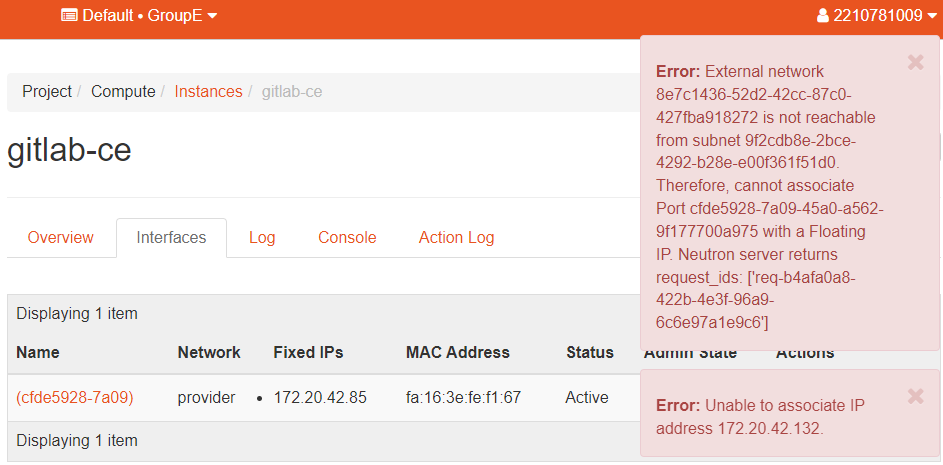 Default • GroupE
2210781009
Project / Compute / Instances / gitlab-ce
gitlab-ce
Overview Interfaces Log Console Action Log
Displaying 1 item
Name Network Fixed IPs MAC Address Status Admin State Actions
(cfde5928-7a09) provider • 172.20.42.85 fa:16:3e:fe:f1:67 Active
Displaying 1 item
Error: External network
8e7c1436-52d2-42cc-87c0-
427fba918272 is not reachable
from subnet 9f2cdb8e-2bce-
4292-b28e-e00f361f51d0.
Therefore, cannot associate
Port cfde5928-7a09-45a0-a562-
9f177700a975 with a Floating
IP. Neutron server returns
request_ids: ['req-b4afa0a8-
422b-4e3f-96a9-
6c6e97a1e9c6']
Error: Unable to associate IP
address 172.20.42.132.